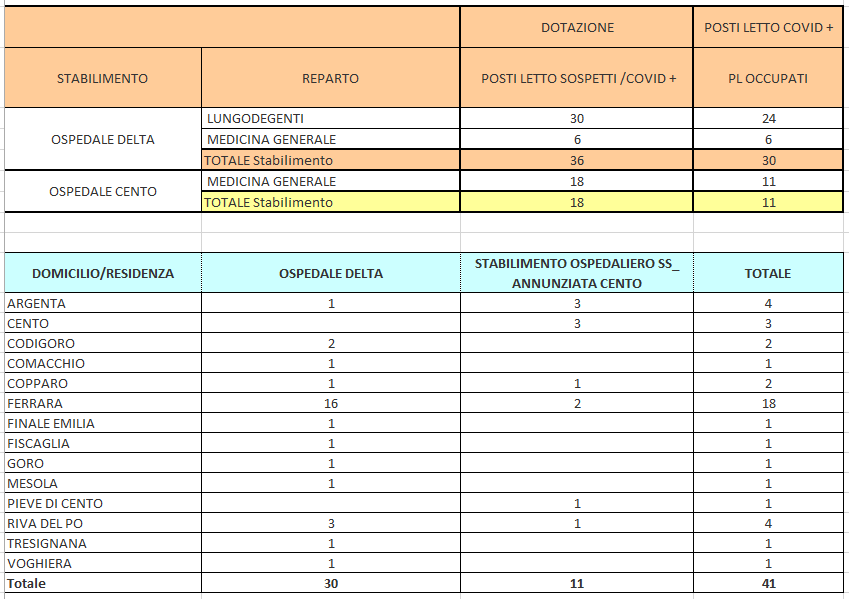 DOTAZIONE POSTI LETTO COVID +
STABILIMENTO REPARTO POSTI LETTO SOSPETTI /COVID + PL OCCUPATI
OSPEDALE DELTA
LUNGODEGENTI 30 24
MEDICINA GENERALE 6 6
TOTALE Stabilimento 36 30
OSPEDALE CENTO
MEDICINA GENERALE 18 11
TOTALE Stabilimento 18 11
DOMICILIO/RESIDENZA OSPEDALE DELTA STABILIMENTO OSPEDALIERO SS_
ANNUNZIATA CENTO TOTALE
ARGENTA 1 3 4
CENTO 3 3
CODIGORO 2 2
COMACCHIO 1 1
COPPARO 1 1 2
FERRARA 16 2 18
FINALE EMILIA 1 1
FISCAGLIA 1 1
GORO 1 1
MESOLA 1 1
PIEVE DI CENTO 1 1
RIVA DEL PO 3 1 4
TRESIGNANA 1 1
VOGHIERA 1 1
Totale 30 11 41